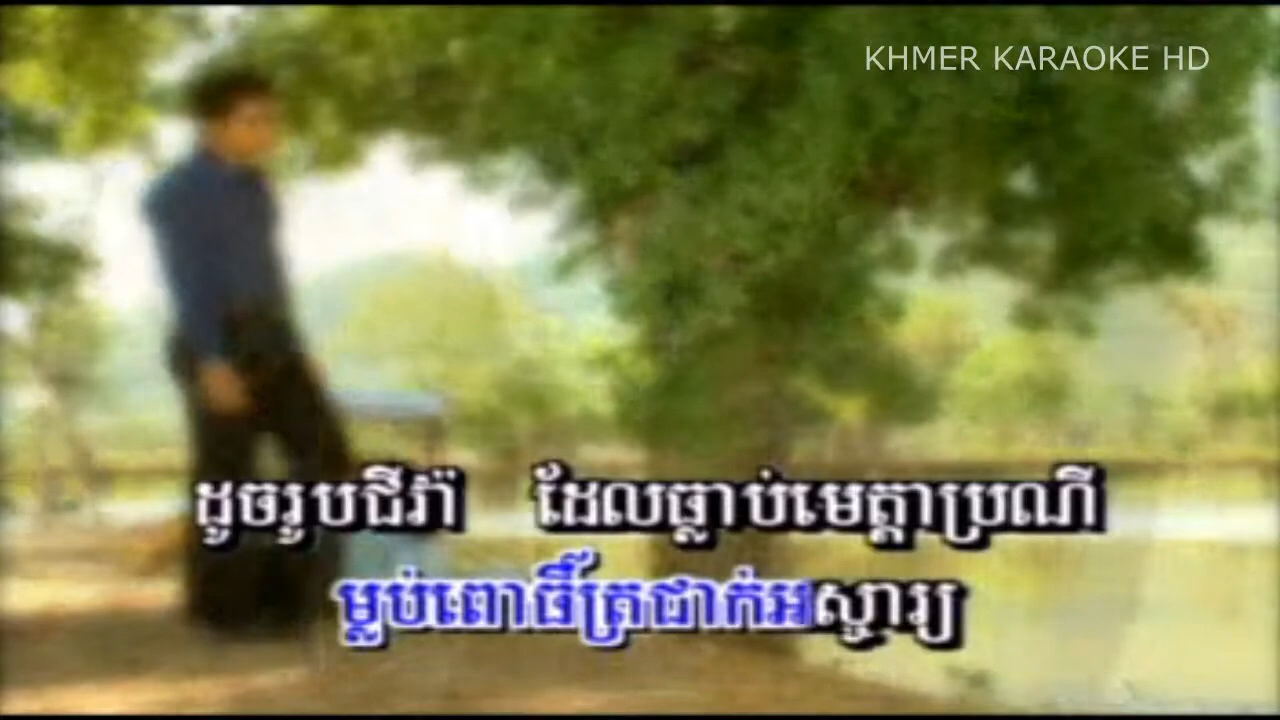 KHMER KARAOKE HD
ដូចរូបជីវ៉ា ដែលធ្លាប់មេត្តាប្រណី
ម្លប់ពោធិ៍ត្រជាក់អស្ចារ្យ